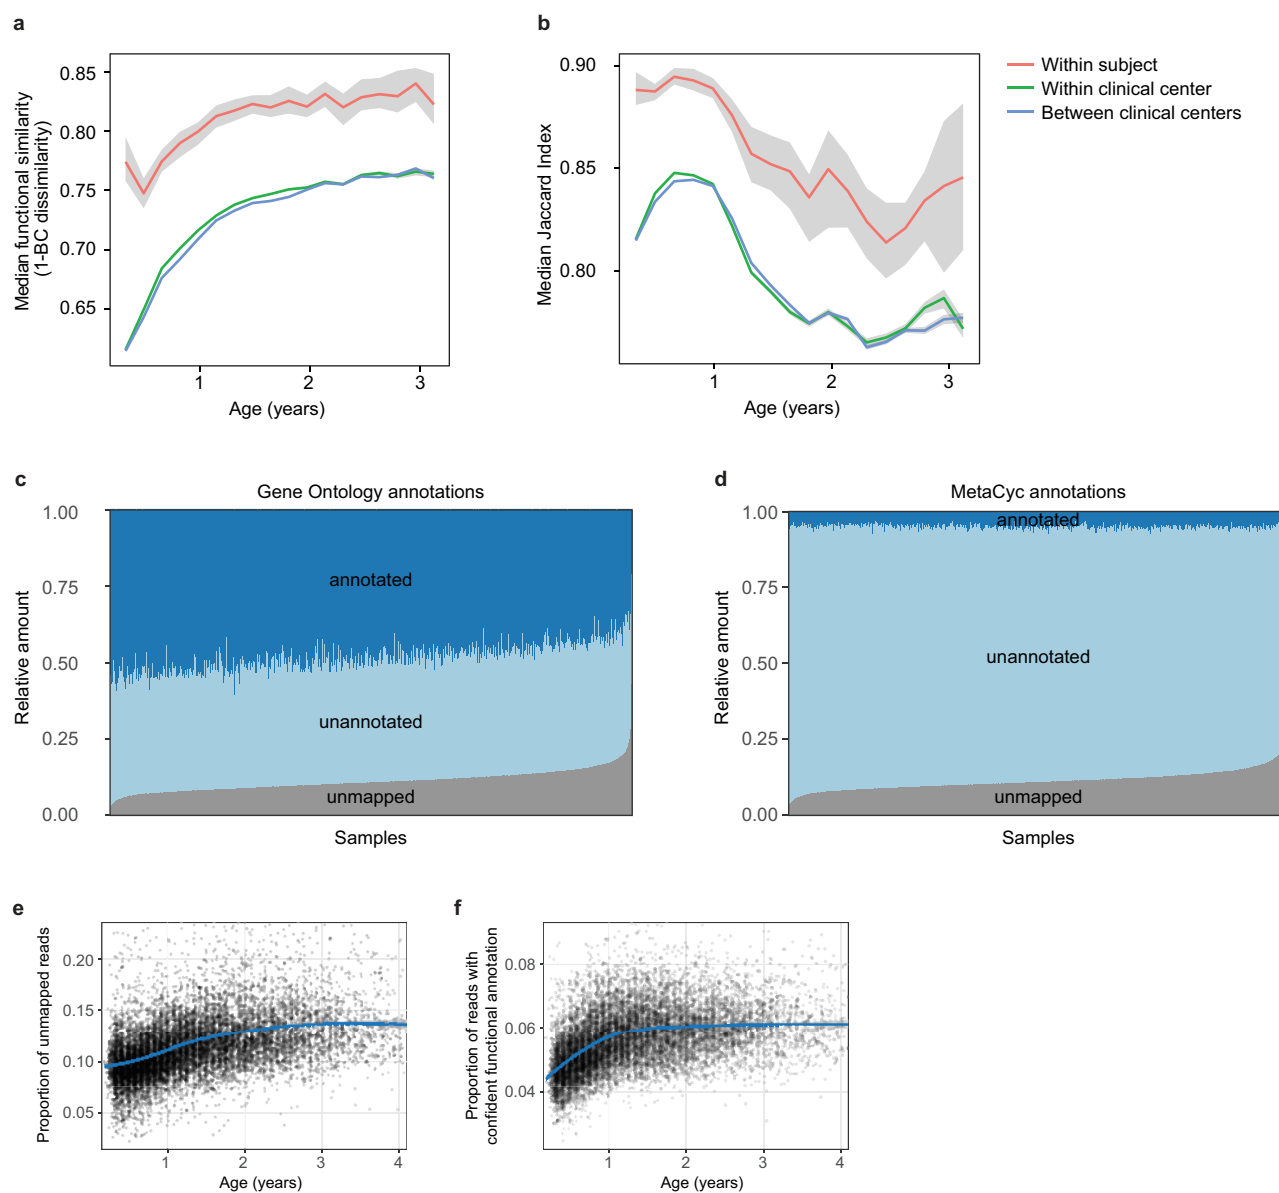 a
Median functional similarity
(1-BC dissimilarity)
0.85
0.80
0.75
0.70
0.65
1
2
3
Age (years)
b
Median Jaccard Index
0.90
0.85
0.80
1
2
3
Age (years)
Within subject
Within clinical center
Between clinical centers
c
Gene Ontology annotations
Relative amount
1.00
0.75
0.50
0.25
0.00
annotated
unannotated
unmapped
Samples
d
MetaCyc annotations
Relative amount
1.00
0.75
0.50
0.25
0.00
annotated
unannotated
unmapped
Samples
e
Proportion of unmapped reads
0.20
0.15
0.10
0.05
1
2
3
4
Age (years)
f
Proportion of reads with
confident functional annotation
0.08
0.06
0.04
1
2
3
4
Age (years)